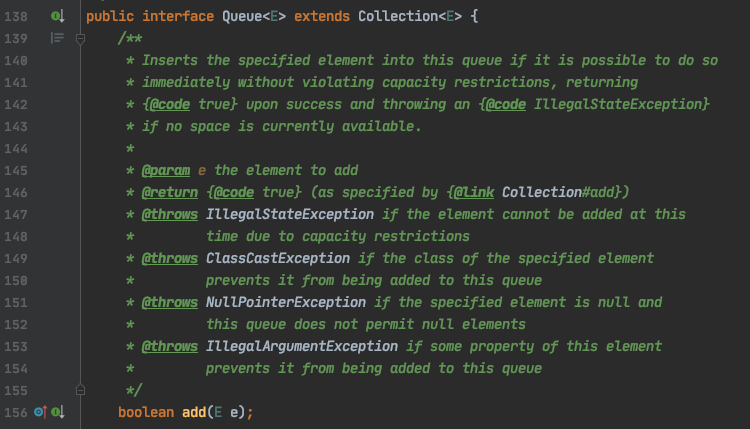 138 public interface Queue<E> extends Collection<E> {
139 /**
140 * Inserts the specified element into this queue if it is possible to do so
141 * immediately without violating capacity restrictions, returning
142 * {@code true} upon success and throwing an {@code IllegalStateException}
143 * if no space is currently available.
144 *
145 * @param e the element to add
146 * @return {@code true} (as specified by {@link Collection#add})
147 * @throws IllegalStateException if the element cannot be added at this
148 * time due to capacity restrictions
149 * @throws ClassCastException if the class of the specified element
150 * prevents it from being added to this queue
151 * @throws NullPointerException if the specified element is null and
152 * this queue does not permit null elements
153 * @throws IllegalArgumentException if some property of this element
154 * prevents it from being added to this queue
155 */
156 boolean add(E e);